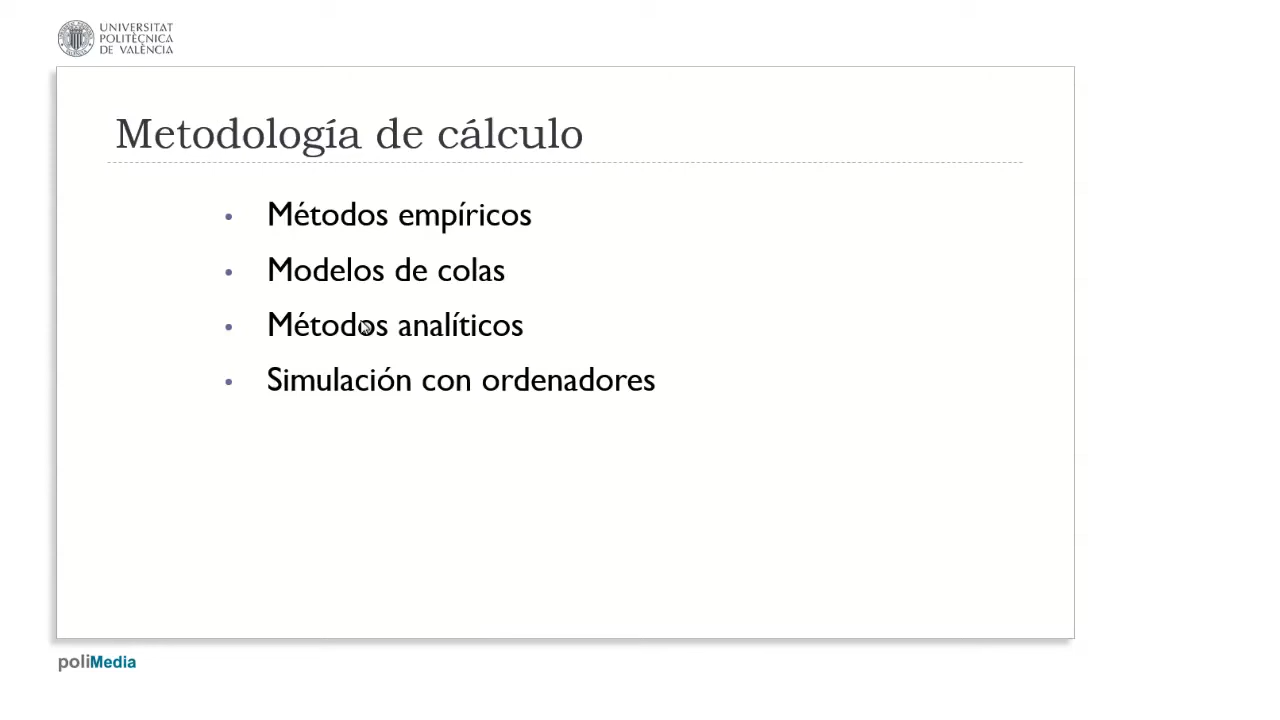 UNIVERSITAT
POLITÈCNICA
DE VALÈNCIA
Metodología de cálculo
• Métodos empíricos
• Modelos de colas
• Métodos analíticos
• Simulación con ordenadores
poliMedia